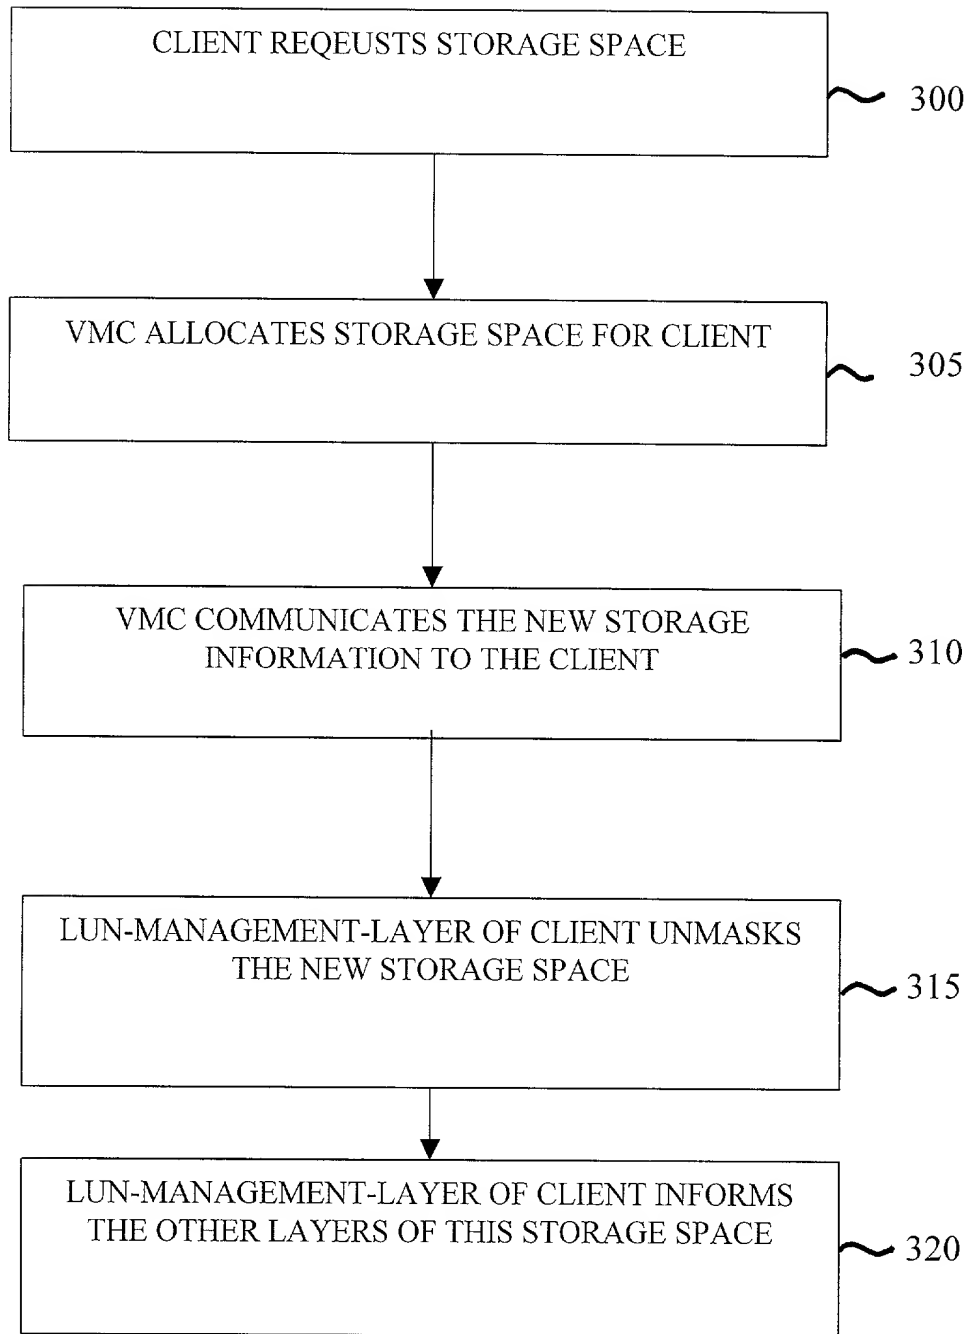 CLIENT REQEUSTS STORAGE SPACE
300
VMC ALLOCATES STORAGE SPACE FOR CLIENT
305
VMC COMMUNICATES THE NEW STORAGE
INFORMATION TO THE CLIENT
310
LUN-MANAGEMENT-LAYER OF CLIENT UNMASKS
THE NEW STORAGE SPACE
315
LUN-MANAGEMENT-LAYER OF CLIENT INFORMS
THE OTHER LAYERS OF THIS STORAGE SPACE
320